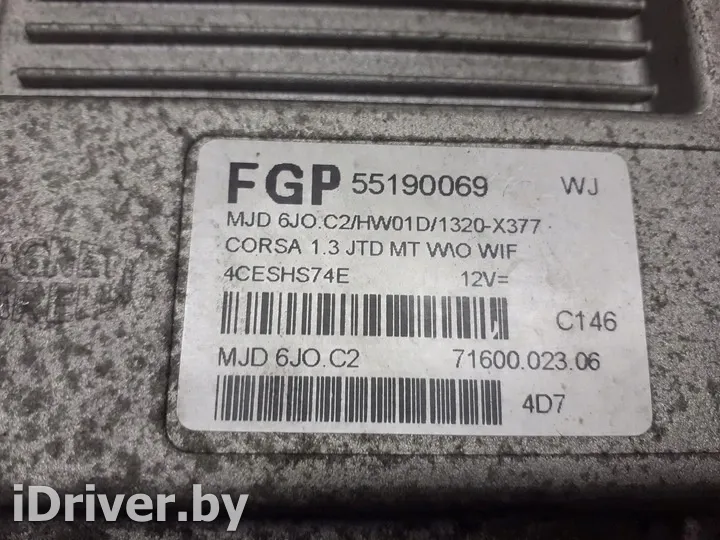 FGP 55190069 WJ
MJD 6JO.C2/HW01D/1320-X377
CORSA 1.3 JTD MT W\O WIF
4CESHS74E 12V=
C146
MJD 6JO.C2 71600.023.06
4D7
iDriver.by